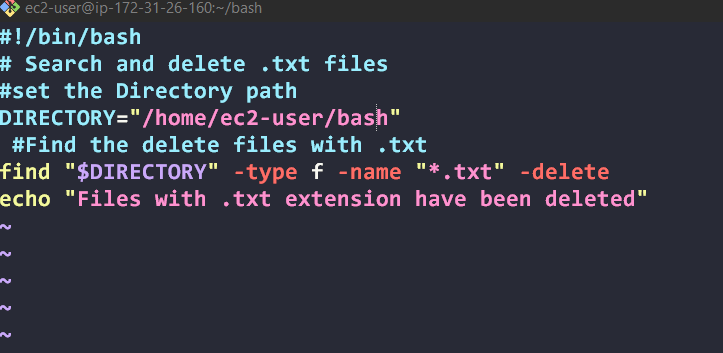 ec2-user@ip-172-31-26-160:~/bash
#!/bin/bash
# Search and delete .txt files
#set the Directory path
DIRECTORY="/home/ec2-user/bash"
 #Find the delete files with .txt
find "$DIRECTORY" -type f -name "*.txt" -delete
echo "Files with .txt extension have been deleted"
~
~
~
~
~